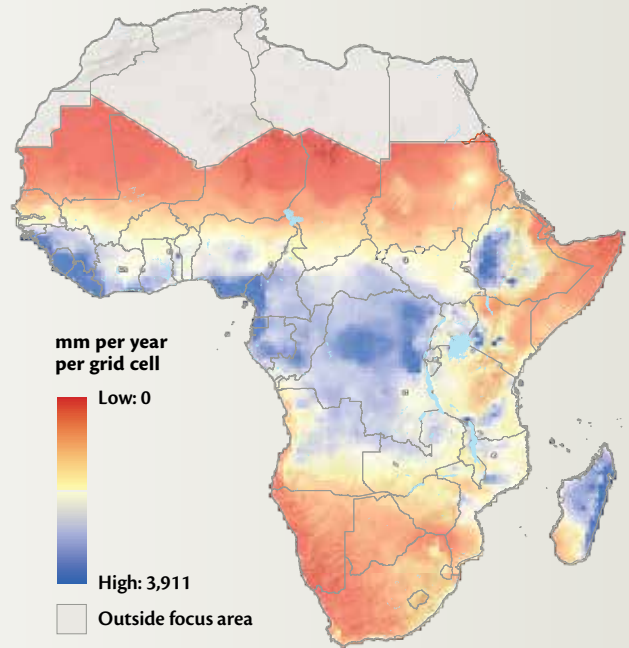 mm per year
per grid cell
Low: 0
High: 3,911
Outside focus area